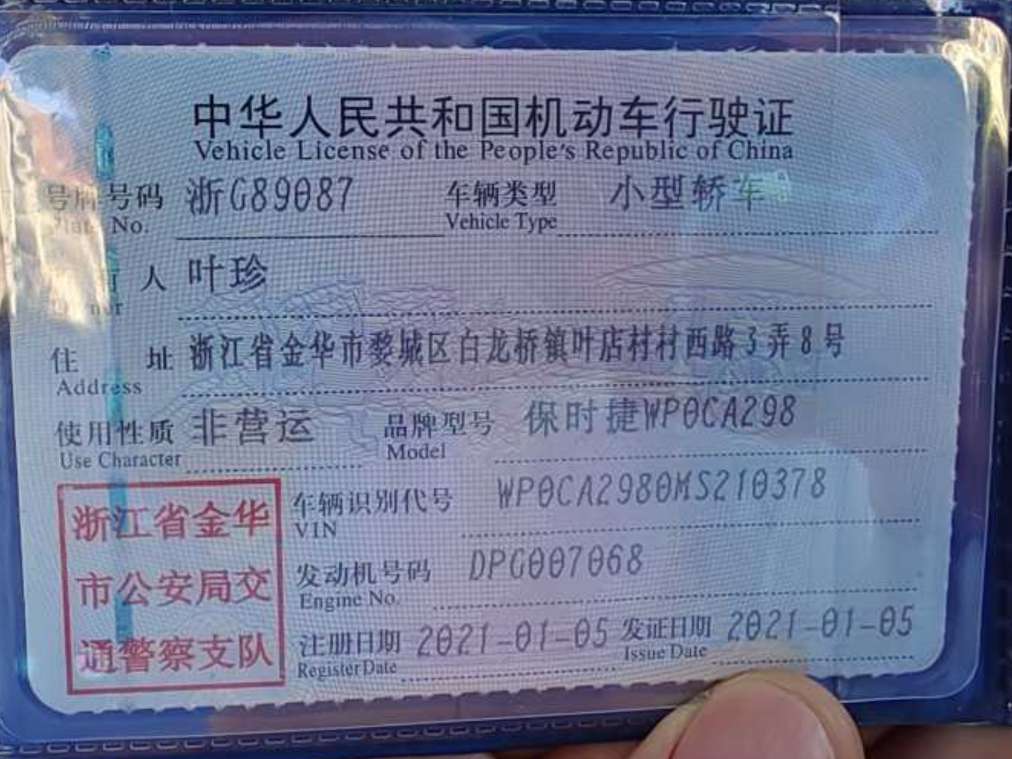 中华人民共和国机动车行驶证
Vehicle License of the People's Republic of China
号牌号码 浙G89087 车辆类型 小型轿车
Plate No. Vehicle Type
人 叶珍
住 址 浙江省金华市婺城区白龙桥镇叶店村村西路3弄8号
Address
使用性质 非营运 品牌型号 保时捷WP0CA298
Use Character Model
浙江省金华
市公安局交
通警察支队
车辆识别代号 WP0CA2980MS210378
VIN
发动机号码 DPG007068
Engine No.
注册日期 2021-01-05 发证日期 2021-01-05
Register Date Issue Date